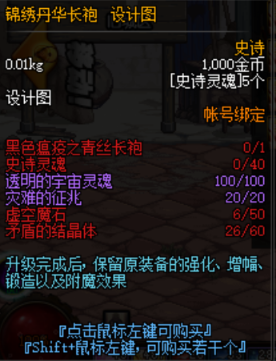 锦绣丹华长袍 设计图
史诗
0.01kg 1,000金币
[史诗灵魂]5个
设计图
帐号绑定
黑色瘟疫之青丝长袍 0/1
史诗灵魂 0/40
透明的宇宙灵魂 100/100
灾难的征兆 20/20
虚空魔石 6/50
矛盾的结晶体 26/60
升级完成后，保留原装备的强化、增幅、
锻造以及附魔效果
『点击鼠标左键可购买』
『Shift+鼠标左键，可购买若干个』